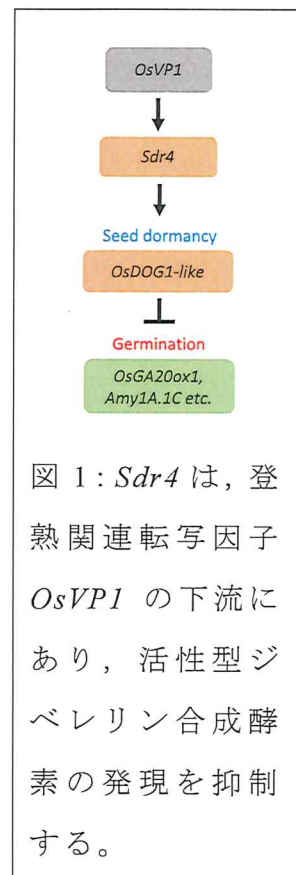 OsVP1
Sdr4
Seed dormancy
OsDOG1-like
Germination
OsGA20ox1,
Amy1A.1C etc.
図 1 : Sdr4 は, 登
熟関連転写因子
OsVP1 の下流に
あり, 活性型ジ
ベレリン合成酵
素の発現を抑制
する。